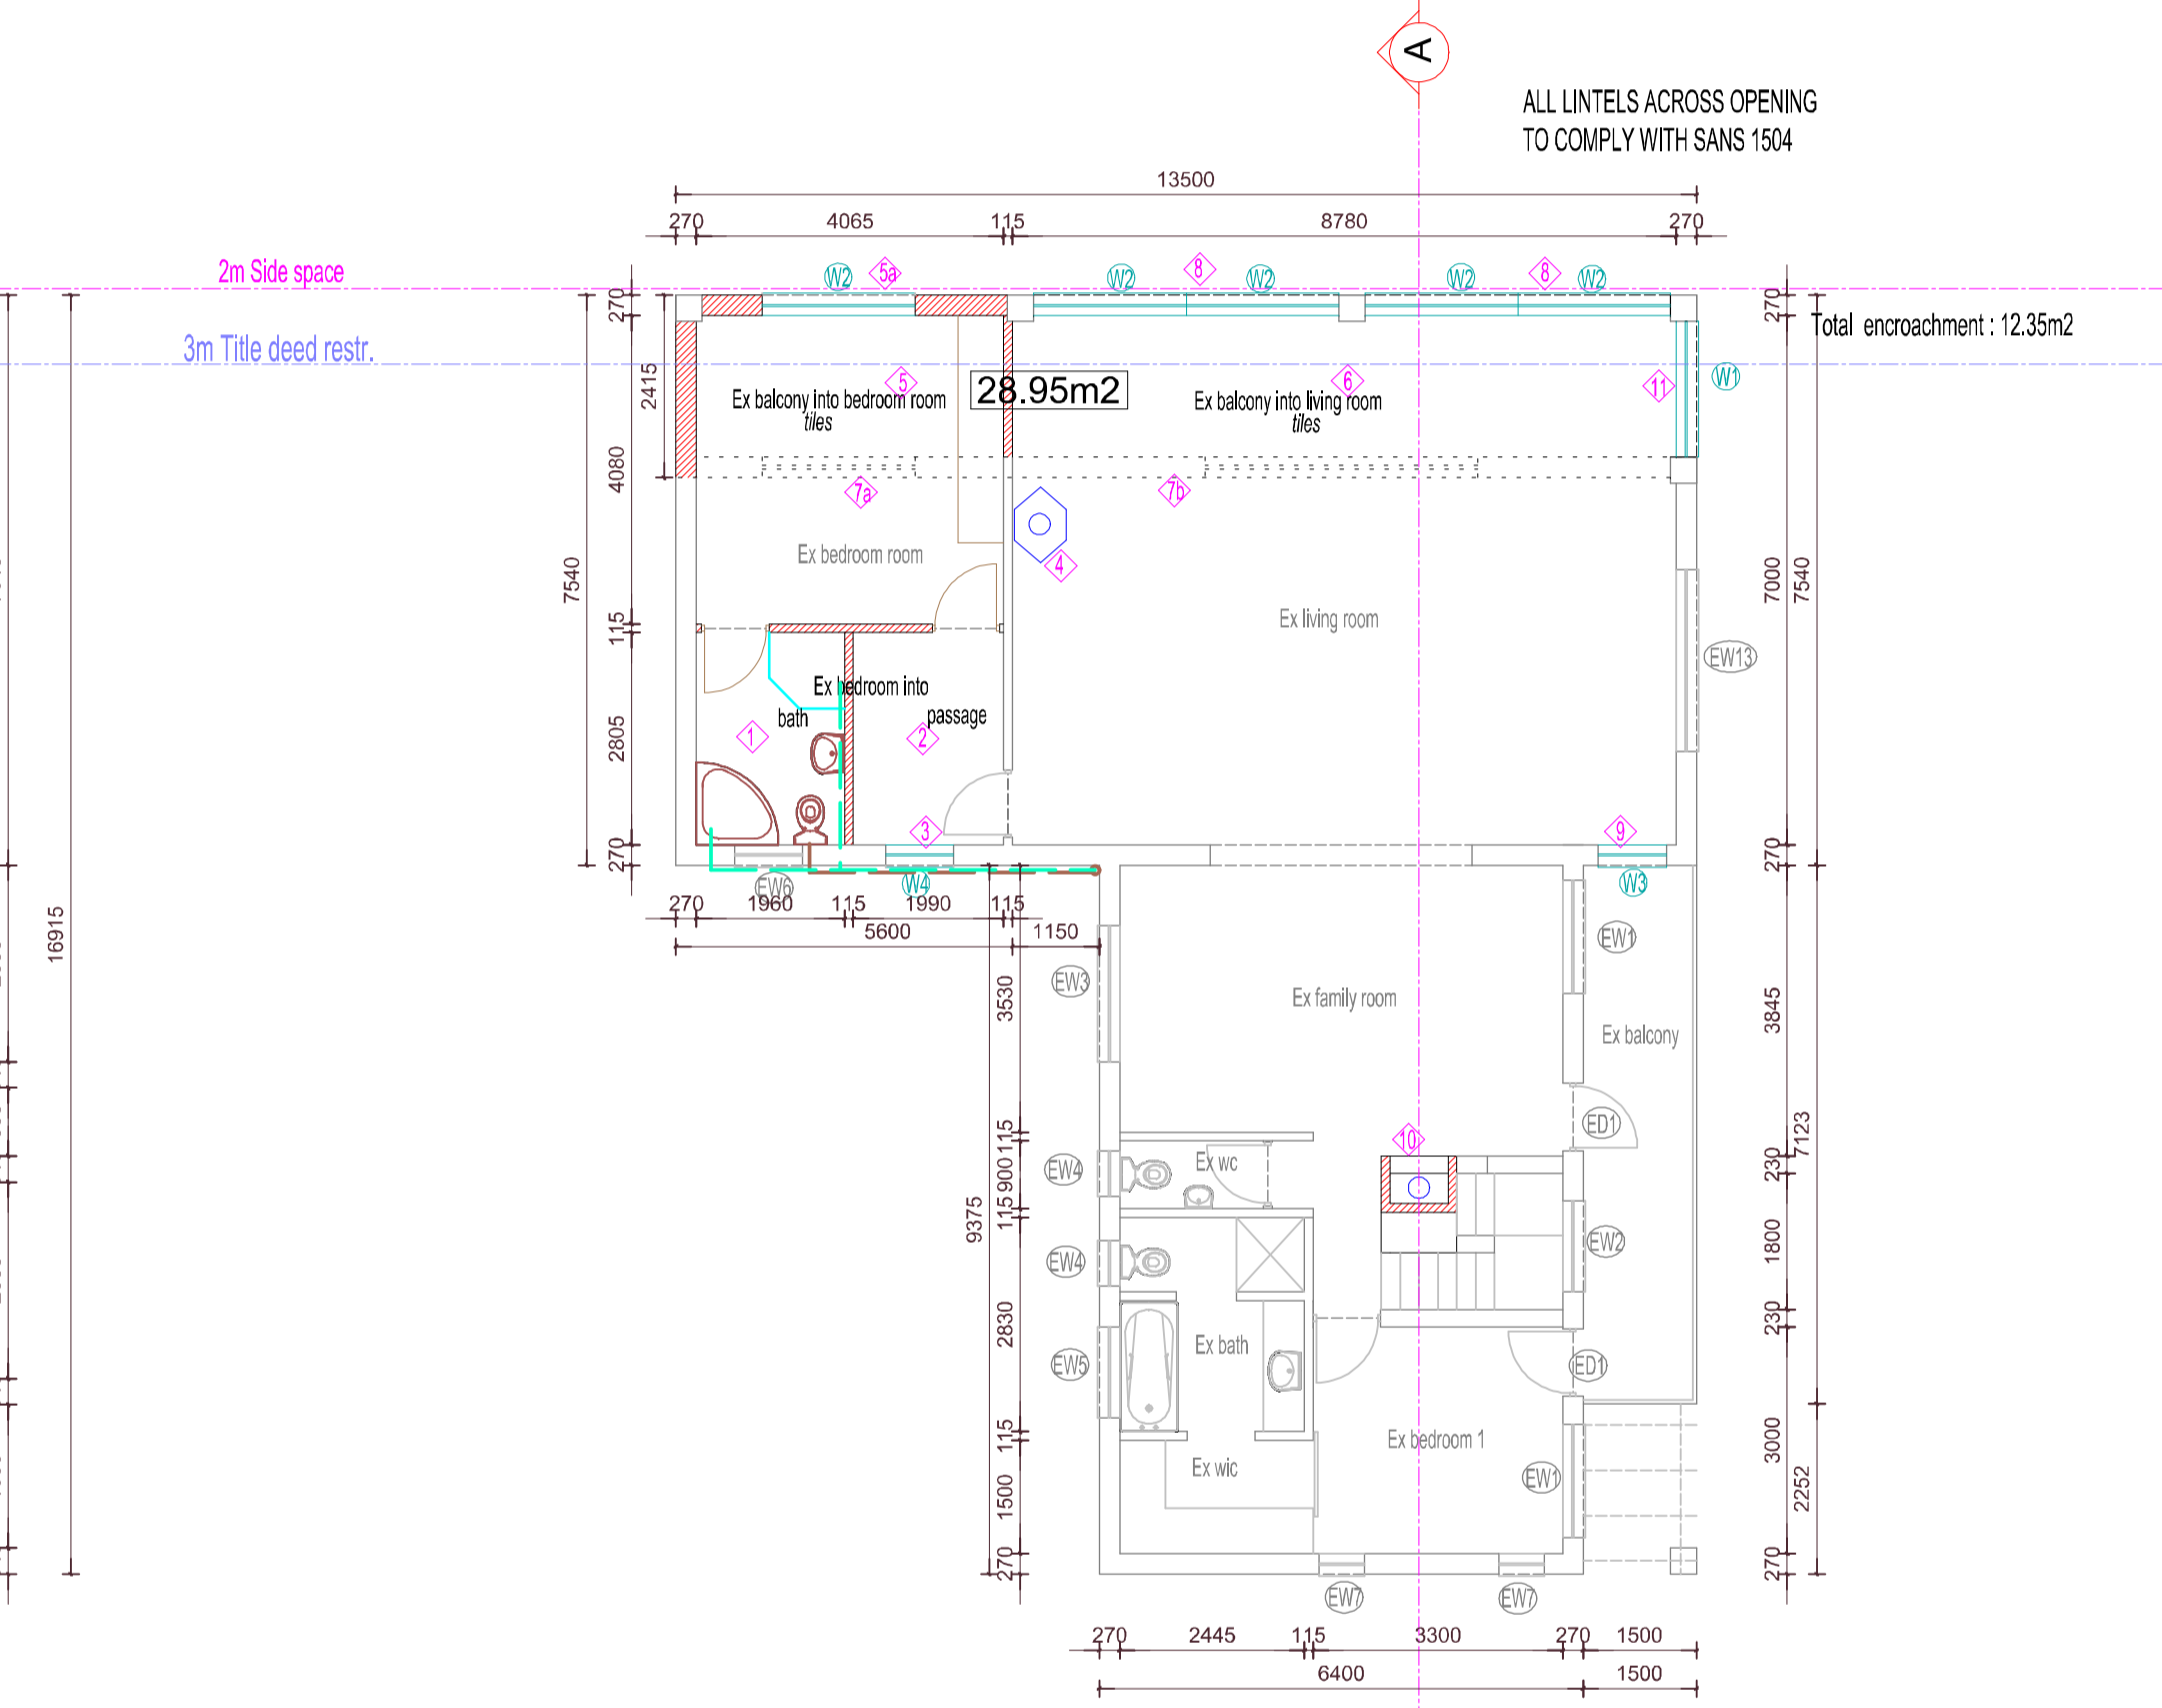 A
ALL LINTELS ACROSS OPENING
TO COMPLY WITH SANS 1504
13500
270 4065 115 8780 270
2m Side space
W2 5a W2 8 W2 W2 8 W2
270
270
Total encroachment : 12.35m2
3m Title deed restr.
2415
5
28.95m2
6
11
W1
Ex balcony into bedroom room
tiles
Ex balcony into living room
tiles
4080
7a
7b
4
Ex bedroom room
7540
7000
7540
115
Ex living room
EW13
Ex bedroom into
bath
passage
1
2
2805
3
9
270
270
EW6
W4
W3
270 1960 115 1990 115
5600 1150
16915
EW3
EW1
3530
Ex family room
3845
Ex balcony
ED1
7123
115
10
EW4
Ex wc
900
230
115
9375
EW4
EW2
1800
2830
230
EW5
Ex bath
ED1
115
Ex bedroom 1
3000
Ex wic
EW1
1500
2252
270
270
EW7
EW7
270 2445 115 3300 270 1500
6400 1500